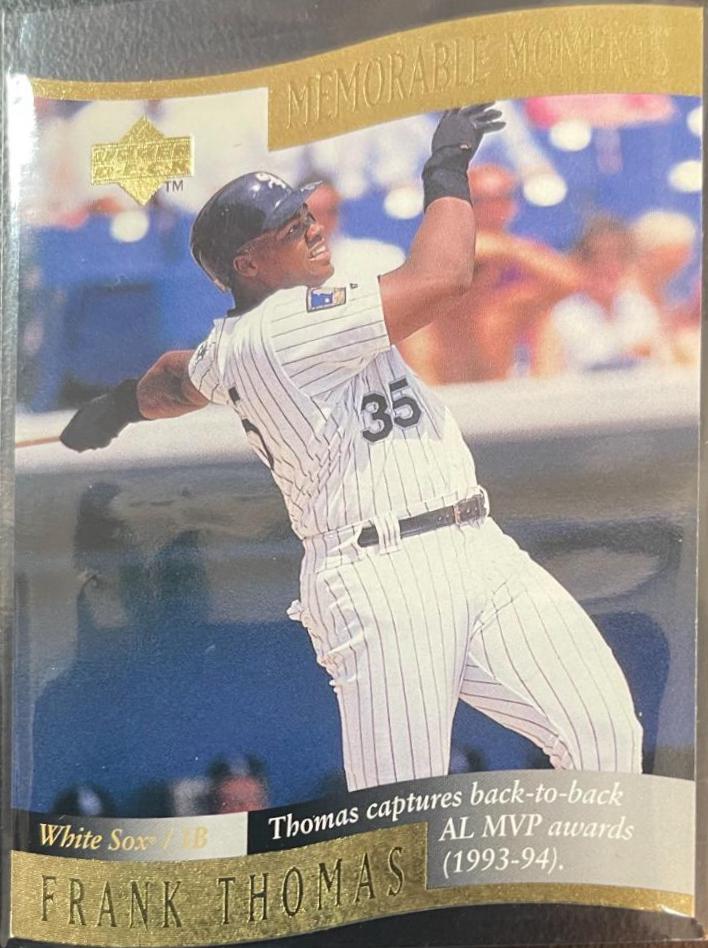 MEMORABLE MOMENTS
UPPER DECK
TM
35
White Sox / 1B
Thomas captures back-to-back
AL MVP awards
(1993-94).
FRANK THOMAS